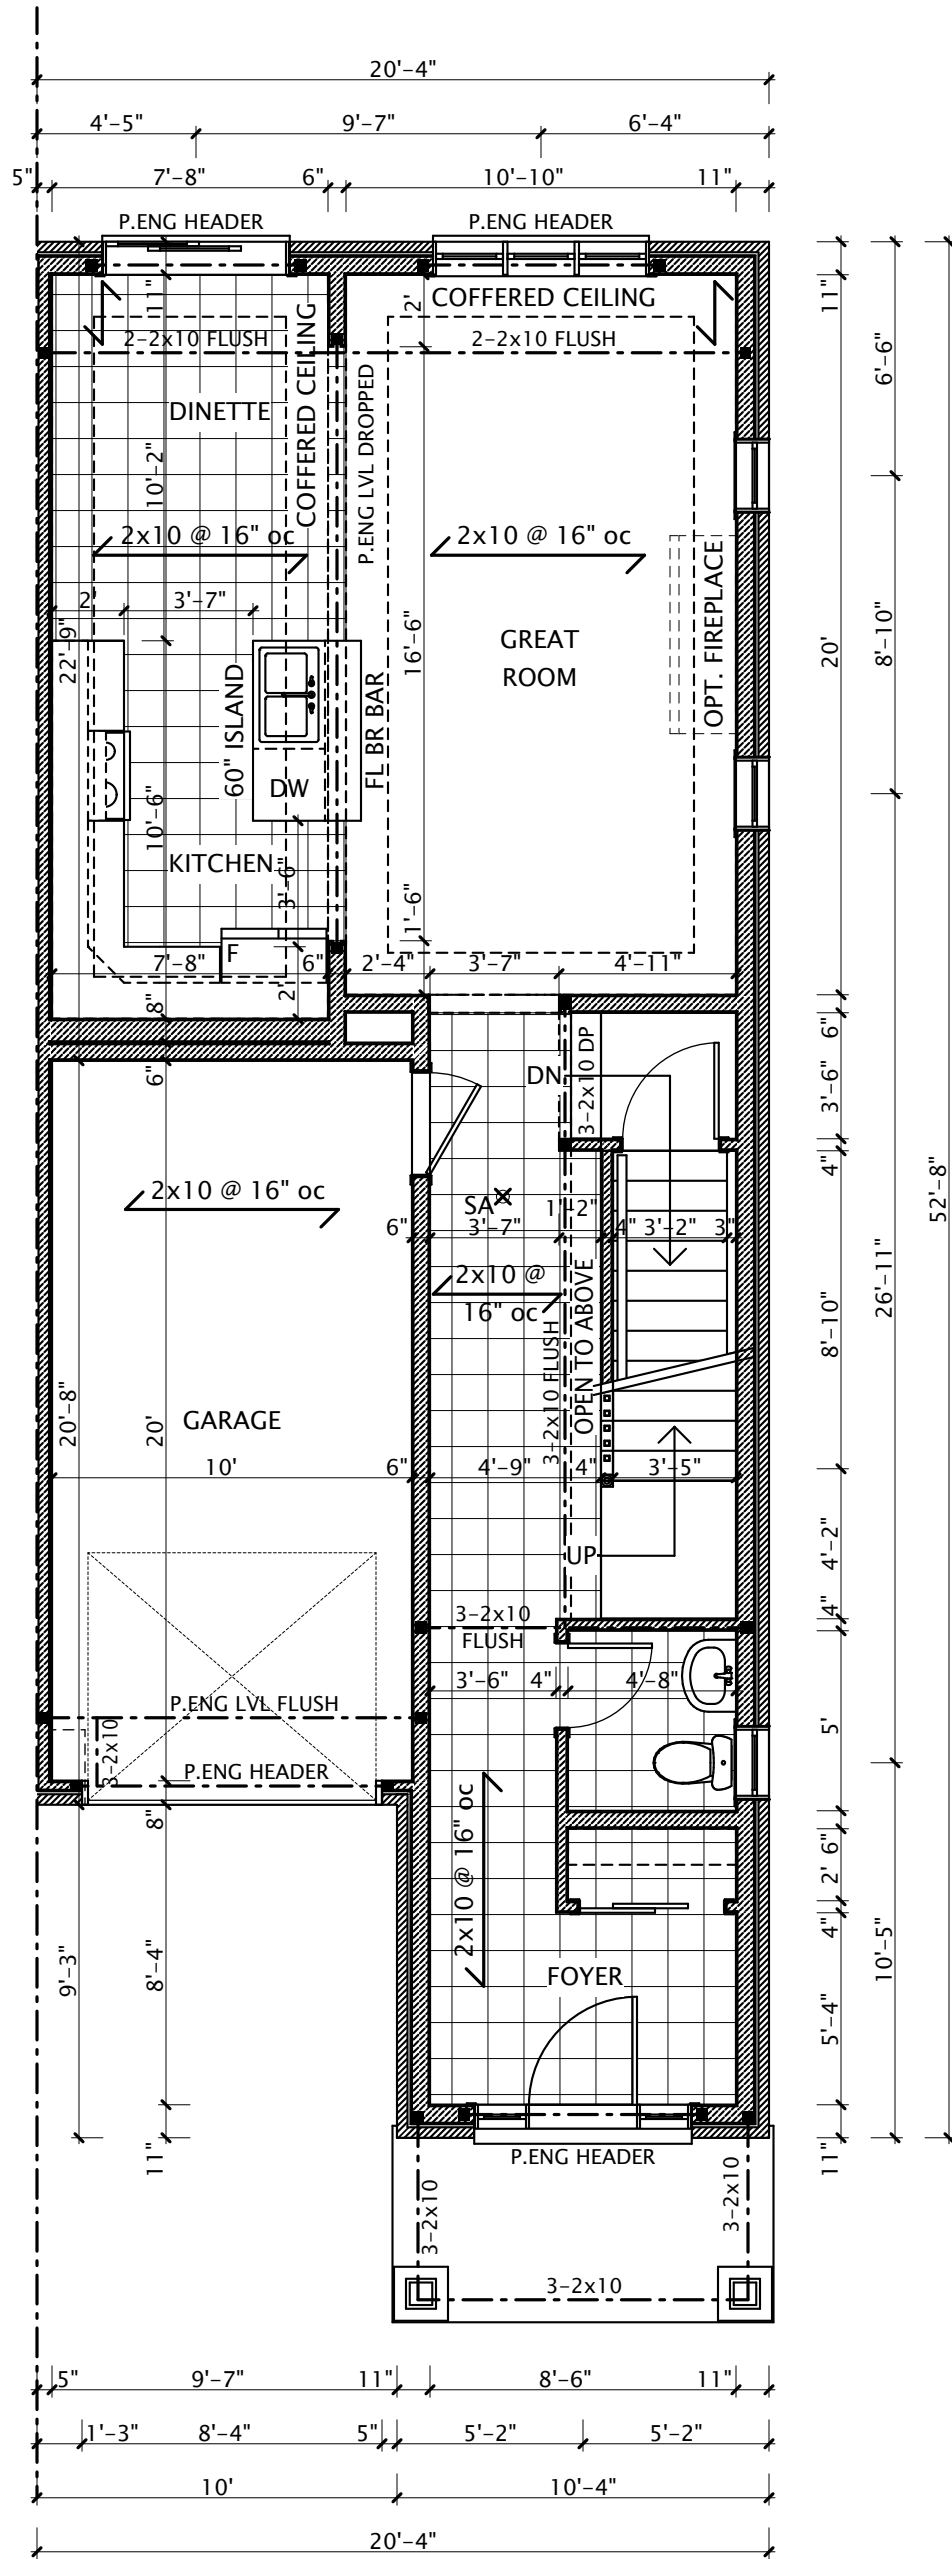 20'-4"
4'-5" 9'-7" 6'-4"
5" 7'-8" 6" 10'-10" 11"
P.ENG HEADER P.ENG HEADER
11" COFFERED CEILING 2' 11"
2-2x10 FLUSH 2-2x10 FLUSH
6'-6"
COFFERED CEILING
P.ENG LVL DROPPED
DINETTE
10'-2"
2x10 @ 16" oc 2x10 @ 16" oc
2' 3'-7"
22'-9"
16'-6"
GREAT
ROOM
OPT. FIREPLACE
20'
8'-10"
60" ISLAND
FL BR BAR
DW
10'-6"
KITCHEN
3'-6"
1'-6"
F
7'-8" 6" 2'-4" 3'-7" 4'-11"
8" 2'
6"
6"
DN
3-2x10 DP
3'-6"
4"
52'-8"
2x10 @ 16" oc
SA
1'-2"
6" 3'-7" 4" 3'-2" 3"
2x10 @
16" oc
OPEN TO ABOVE
3-2x10 FLUSH
26'-11"
8'-10"
20'-8" 20'
GARAGE
10' 6" 4'-9" 4" 3'-5"
UP
4'-2"
4"
3-2x10
FLUSH
3'-6" 4" 4'-8"
P.ENG LVL FLUSH
3-2x10
P.ENG HEADER
5'
8"
2x10 @ 16" oc
6"
2'
4"
10'-5"
9'-3" 8'-4"
FOYER
5'-4"
11"
P.ENG HEADER
11"
3-2x10 3-2x10
3-2x10
5" 9'-7" 11" 8'-6" 11"
1'-3" 8'-4" 5" 5'-2" 5'-2"
10' 10'-4"
20'-4"